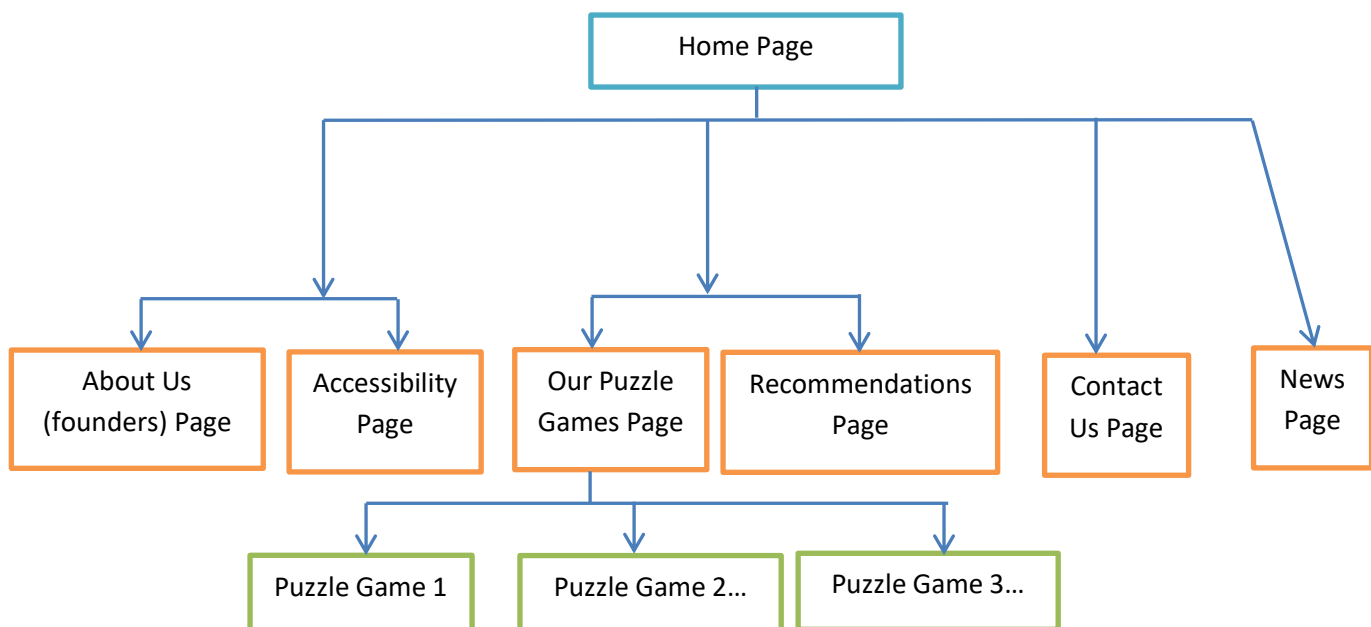 Home Page
About Us
(founders) Page
Accessibility
Page
Our Puzzle
Games Page
Recommendations
Page
Contact
Us Page
News
Page
Puzzle Game 1
Puzzle Game 2…
Puzzle Game 3…